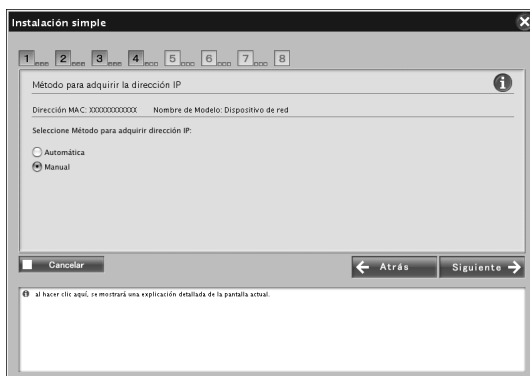 Instalación simple
1 2 3 4 5 6 7 8
Método para adquirir la dirección IP
Dirección MAC: XXXXXXXXXXXX Nombre de Modelo: Dispositivo de red
Seleccione Método para adquirir dirección IP:
Automática
Manual
Cancelar
Atrás
Siguiente
al hacer clic aquí, se mostrará una explicación detallada de la pantalla actual.